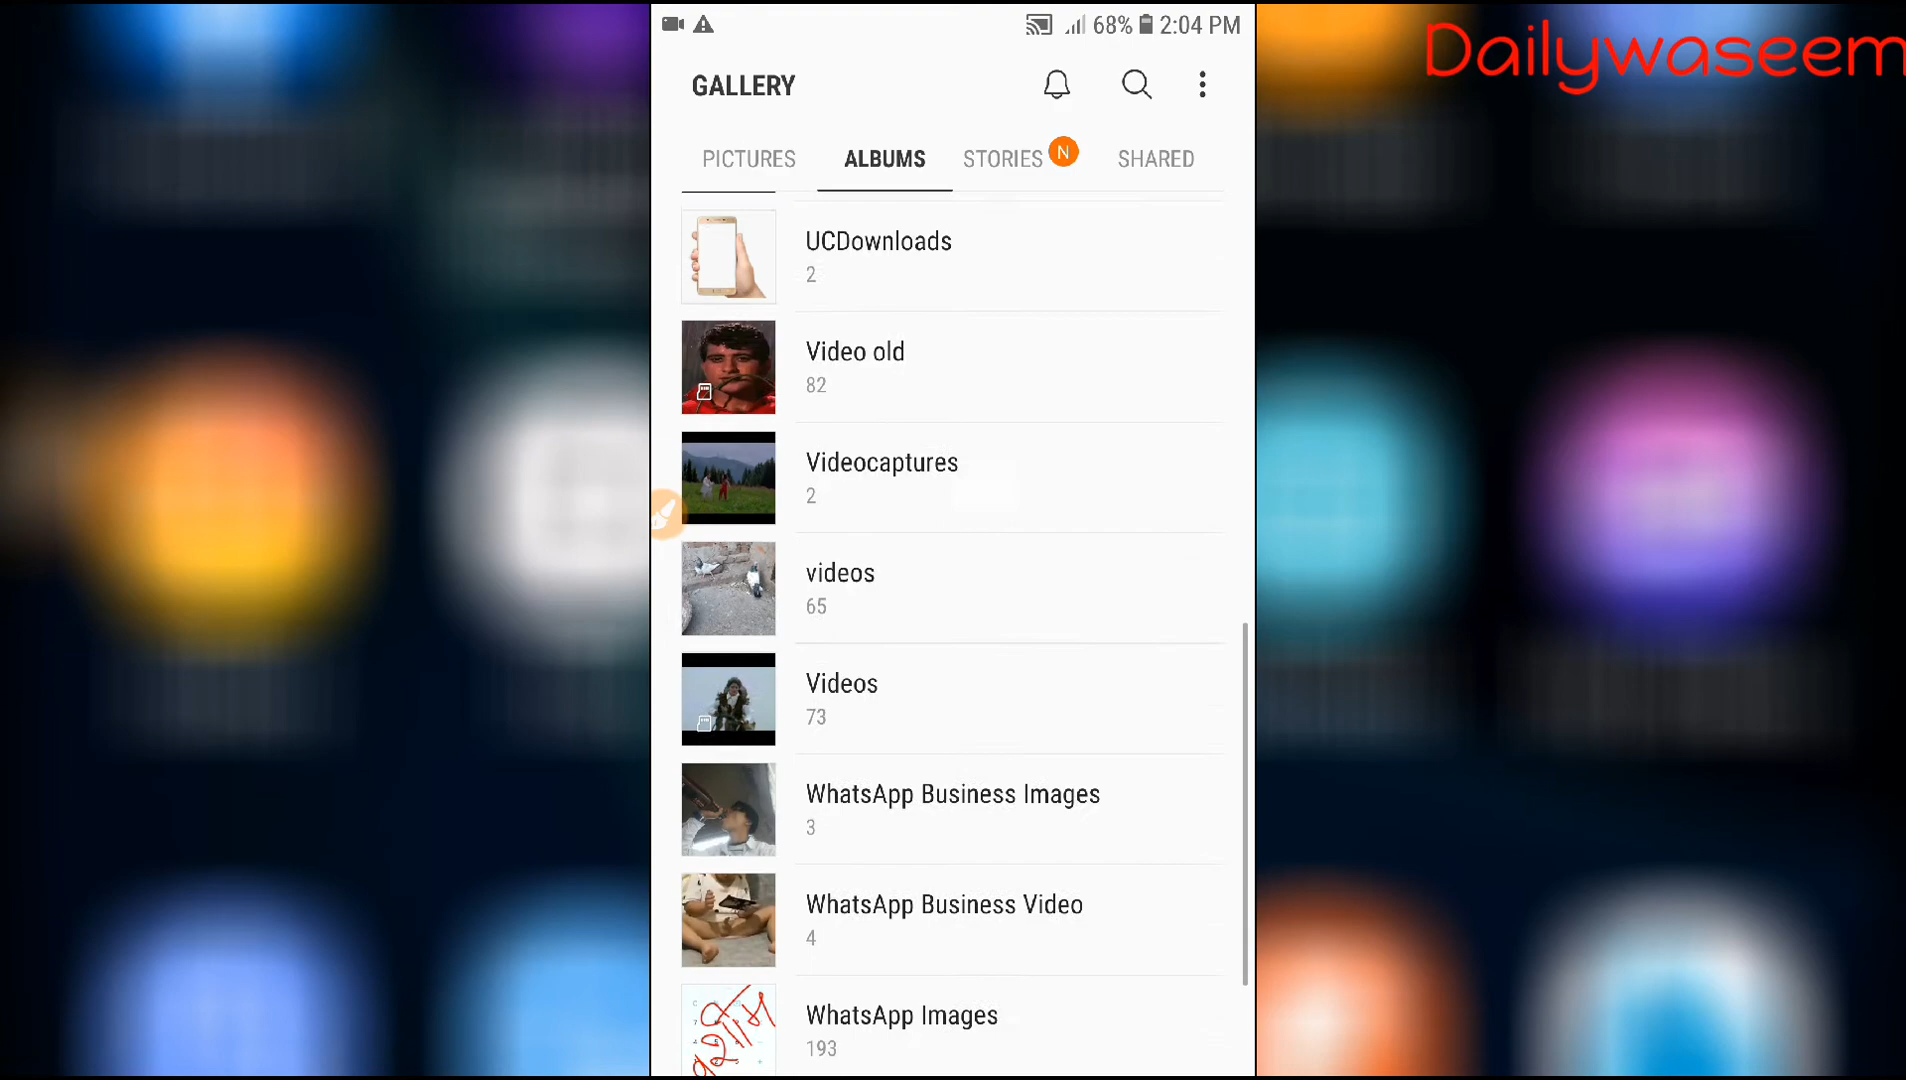 Dailywaseem
68% 2:04 PM
GALLERY
PICTURES ALBUMS STORIES N SHARED
UCDownloads
2
Video old
82
Videocaptures
2
videos
65
Videos
73
WhatsApp Business Images
3
WhatsApp Business Video
4
WhatsApp Images
193